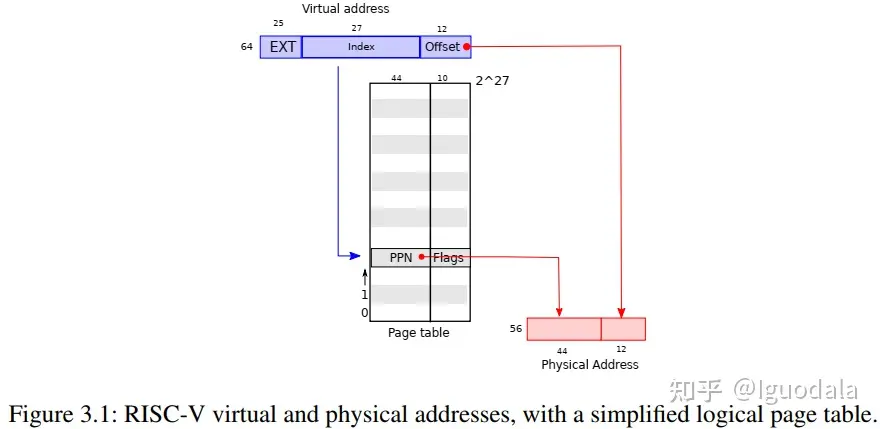 Virtual address
25
27
12
64
EXT
Index
Offset
44
10
2^27
PPN
Flags
1
0
Page table
56
44
12
Physical Address
知乎 @lguodala
Figure 3.1: RISC-V virtual and physical addresses, with a simplified logical page table.